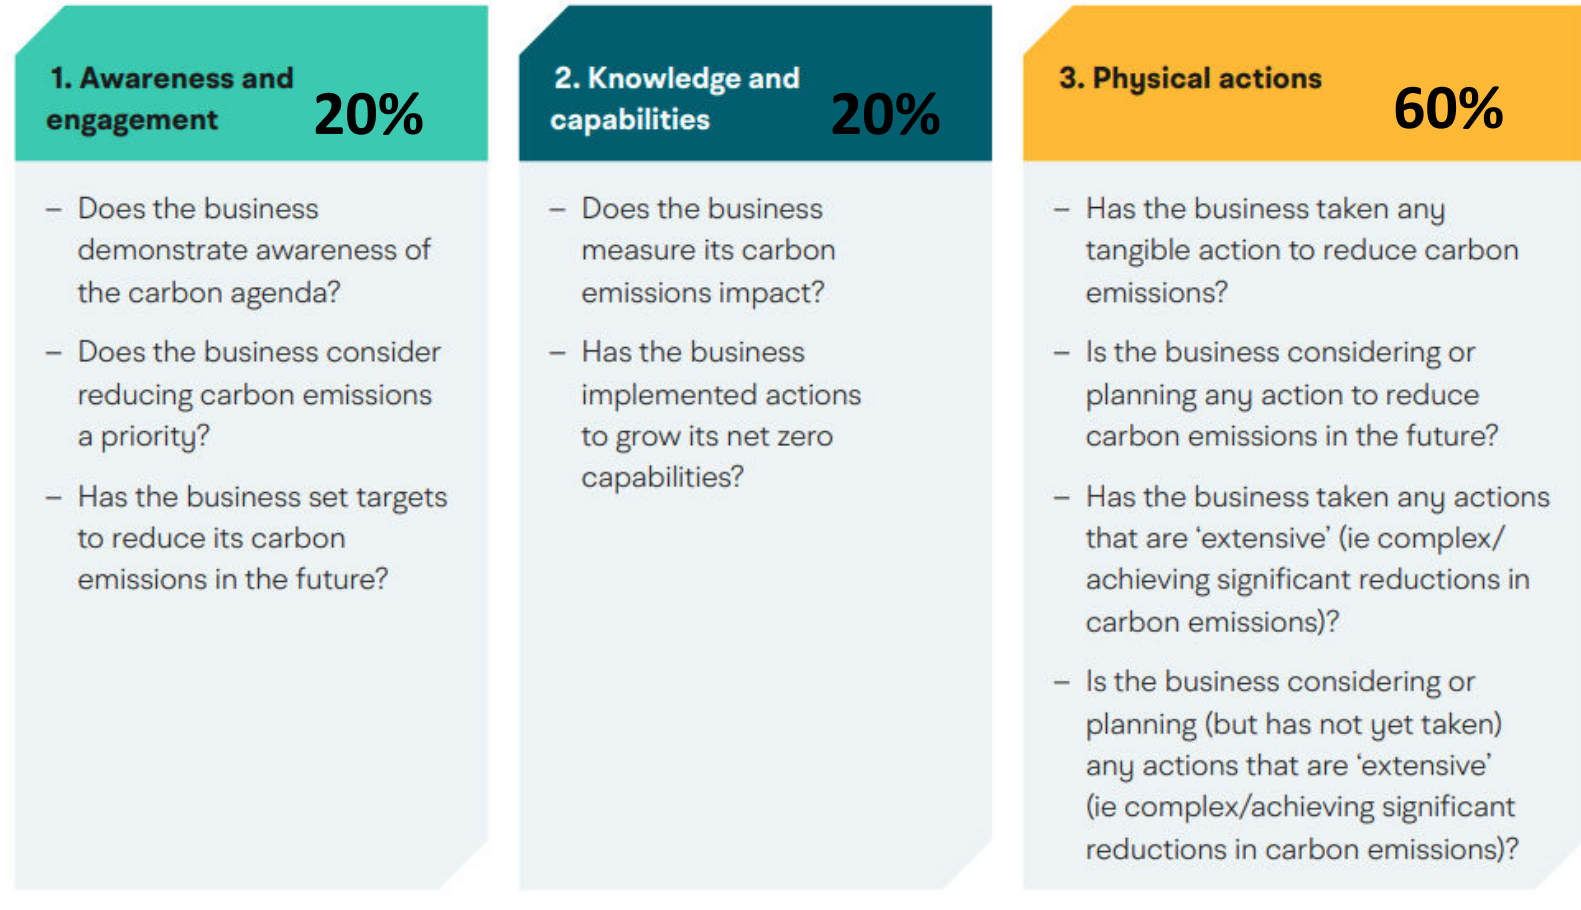 1. Awareness and
engagement
20%
– Does the business
demonstrate awareness of
the carbon agenda?
– Does the business consider
reducing carbon emissions
a priority?
– Has the business set targets
to reduce its carbon
emissions in the future?
2. Knowledge and
capabilities
20%
– Does the business
measure its carbon
emissions impact?
– Has the business
implemented actions
to grow its net zero
capabilities?
3. Physical actions
60%
– Has the business taken any
tangible action to reduce carbon
emissions?
– Is the business considering or
planning any action to reduce
carbon emissions in the future?
– Has the business taken any actions
that are ‘extensive’ (ie complex/
achieving significant reductions in
carbon emissions)?
– Is the business considering or
planning (but has not yet taken)
any actions that are ‘extensive’
(ie complex/achieving significant
reductions in carbon emissions)?